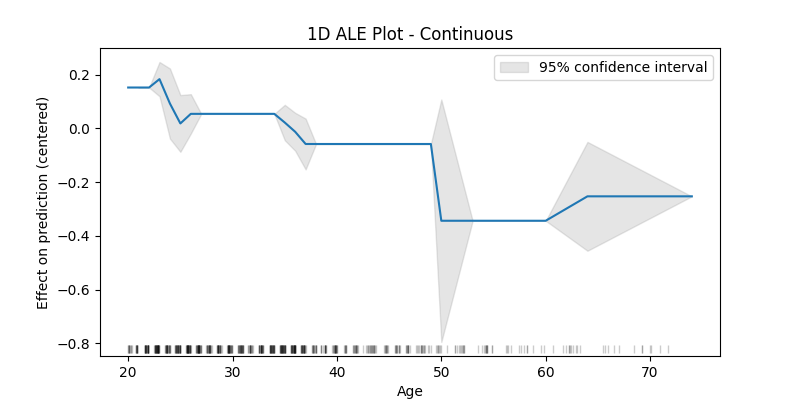 1D ALE Plot - Continuous
95% confidence interval
Effect on prediction (centered)
0.2
0.0
−0.2
−0.4
−0.6
−0.8
20 30 40 50 60 70
Age